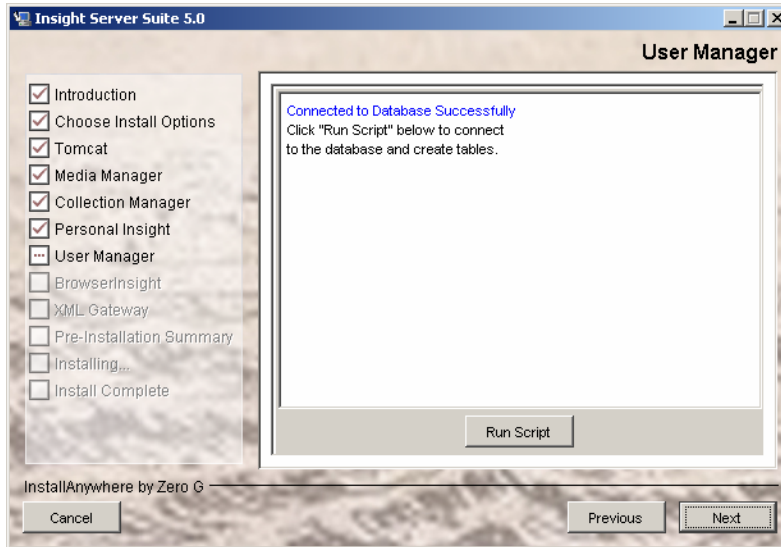 Insight Server Suite 5.0
User Manager
Introduction
Choose Install Options
Tomcat
Media Manager
Collection Manager
Personal Insight
User Manager
BrowserInsight
XML Gateway
Pre-Installation Summary
Installing...
Install Complete
Connected to Database Successfully
Click "Run Script" below to connect
to the database and create tables.
Run Script
InstallAnywhere by Zero G
Cancel
Previous
Next